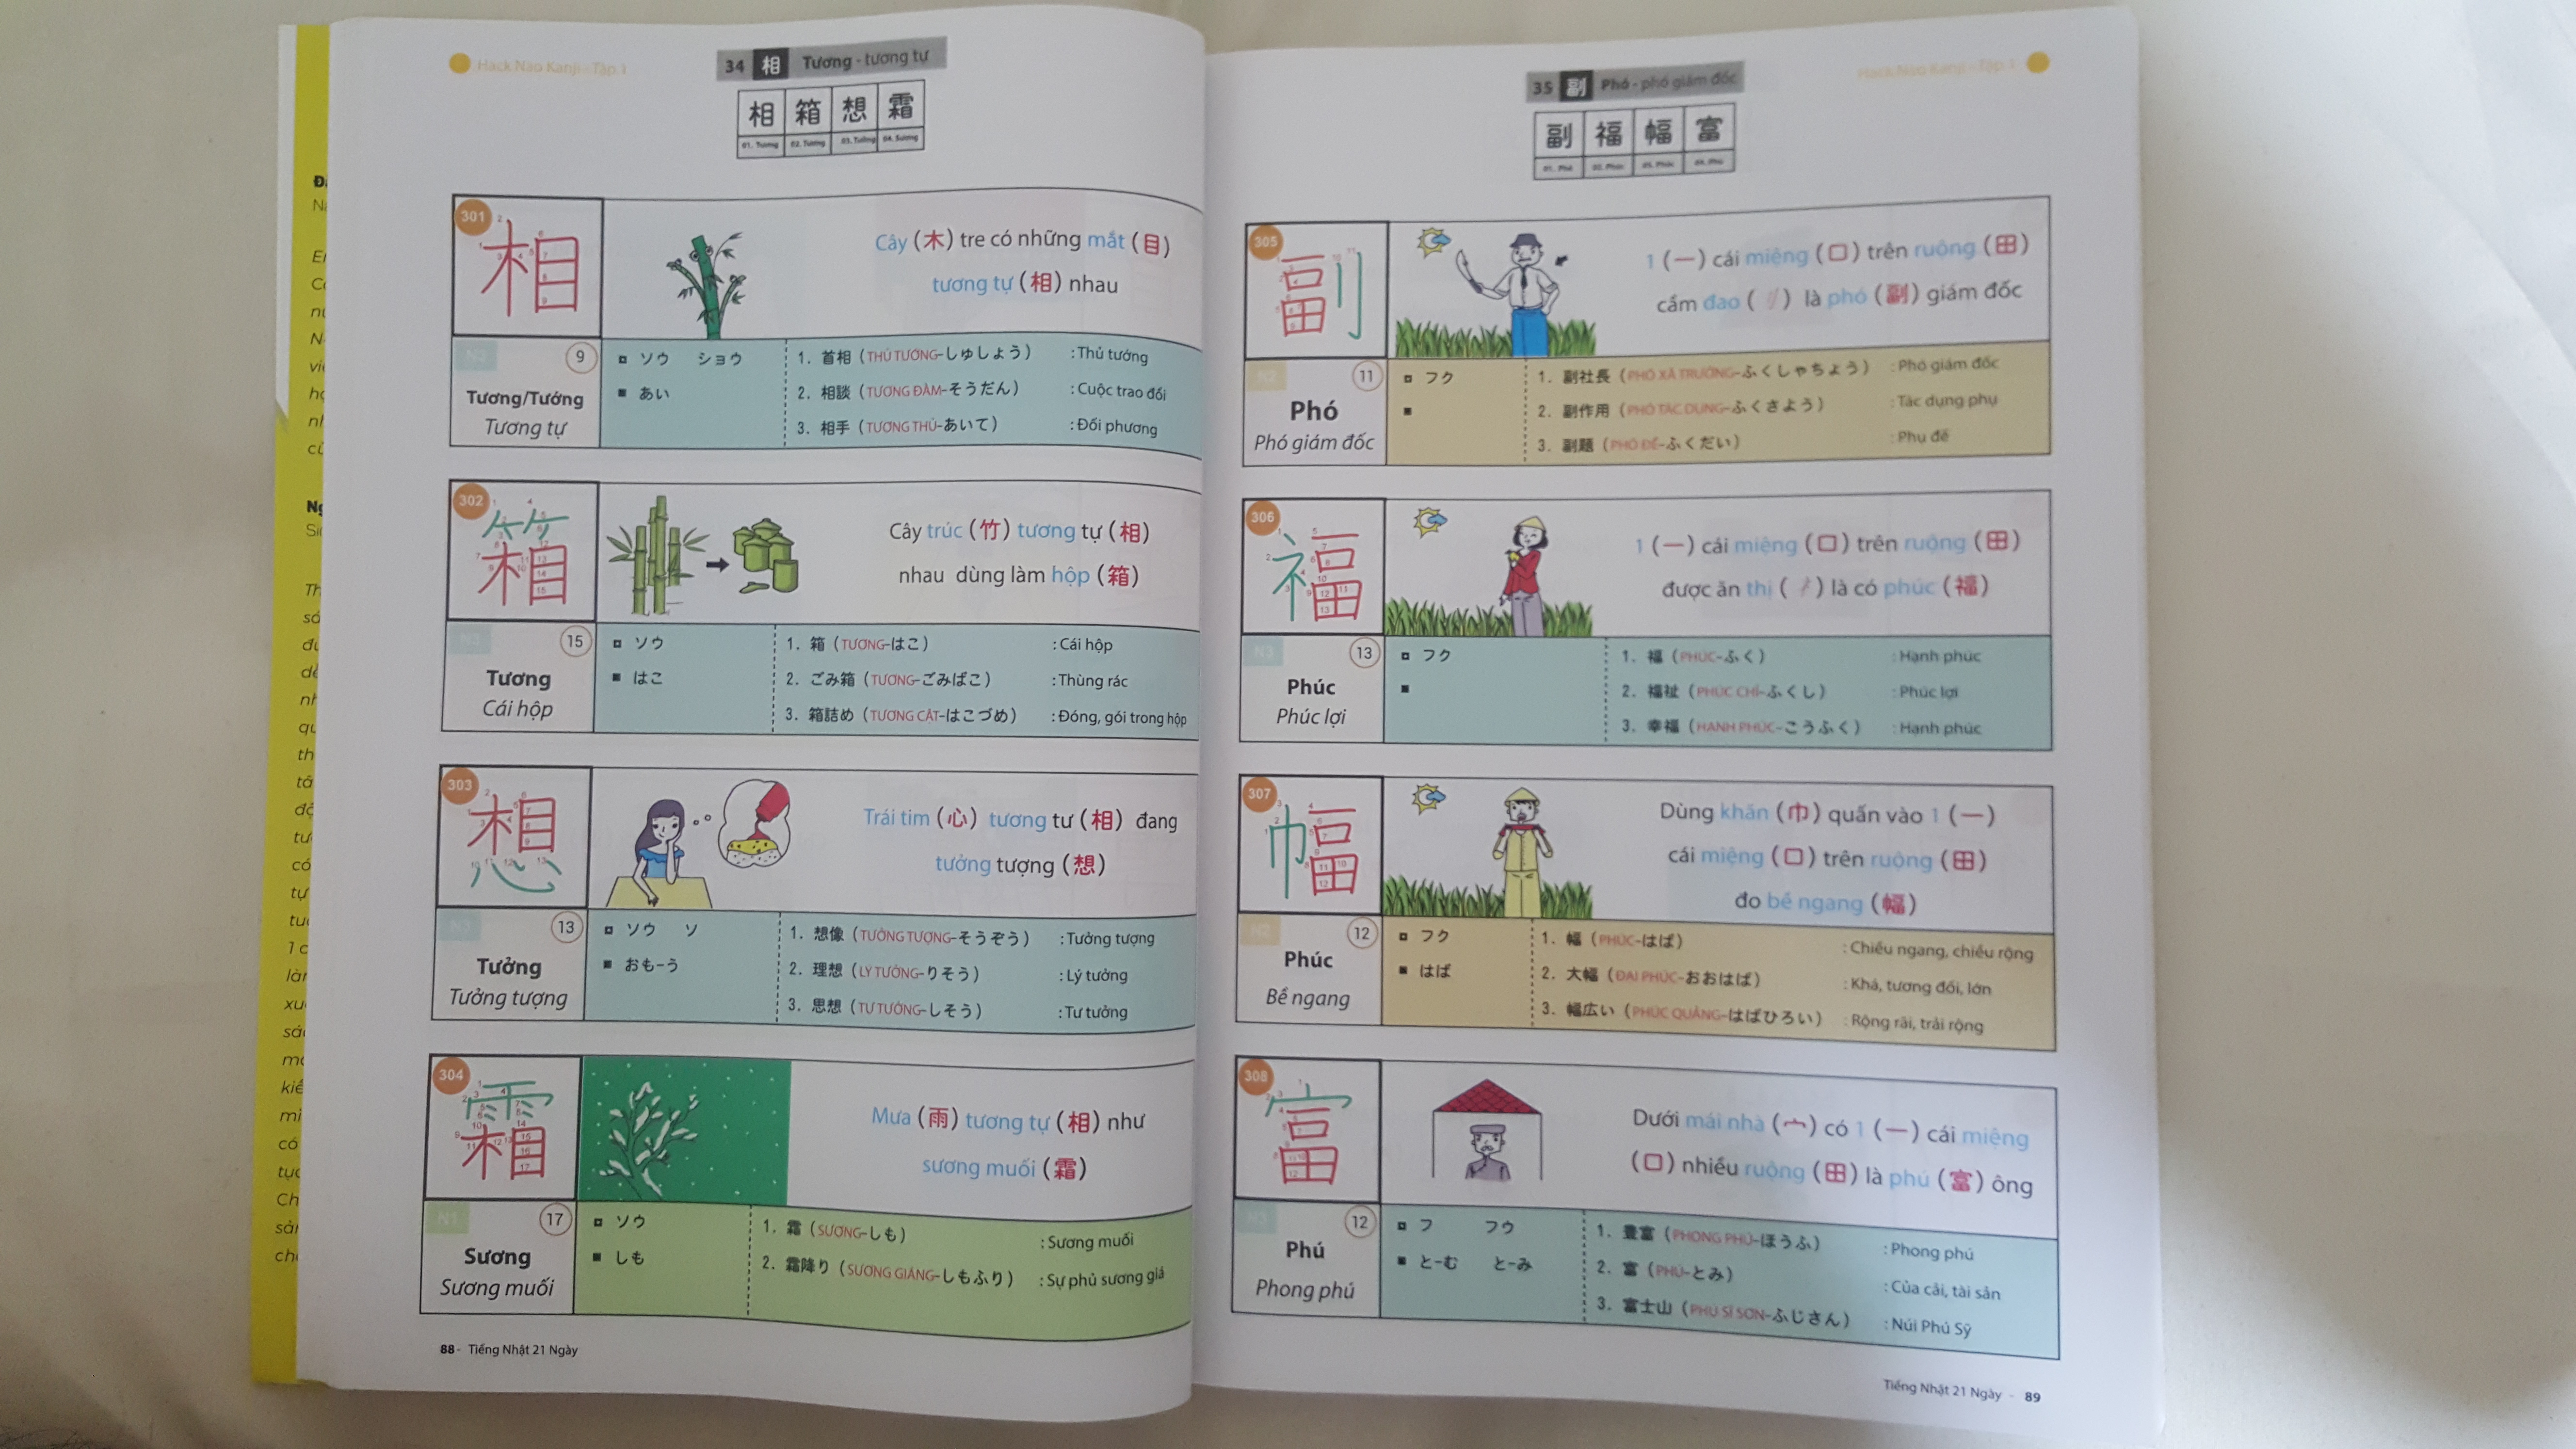 Hack Não Kanji - Tập 1
34 相 Tương - tương tự
相 箱 想 霜
01. Tương 02. Tương 03. Tưởng 04. Sương
301
相
Cây (木) tre có những mắt (目)
tương tự (相) nhau
Tương/Tướng 9
Tương tự
ソウ ショウ
あい
1. 首相 (THỦ TƯỚNG-しゅしょう) : Thủ tướng
2. 相談 (TƯƠNG ĐÀM-そうだん) : Cuộc trao đổi
3. 相手 (TƯƠNG THỦ-あいて) : Đối phương
302
箱
Cây trúc (竹) tương tự (相)
nhau dùng làm hộp (箱)
N3
Tương 15
Cái hộp
ソウ
はこ
1. 箱 (TƯƠNG-はこ) : Cái hộp
2. ごみ箱 (TƯƠNG-ごみばこ) : Thùng rác
3. 箱詰め (TƯƠNG CẬT-はこづめ) : Đóng, gói trong hộp
303
想
Trái tim (心) tương tư (相) đang
tưởng tượng (想)
Tưởng 13
Tưởng tượng
ソウ ソ
おも-う
1. 想像 (TƯỞNG TƯỢNG-そうぞう) : Tưởng tượng
2. 理想 (LÝ TƯỞNG-りそう) : Lý tưởng
3. 思想 (TƯ TƯỞNG-しそう) : Tư tưởng
304
霜
Mưa (雨) tương tự (相) như
sương muối (霜)
N1
Sương 17
Sương muối
ソウ
しも
1. 霜 (SƯƠNG-しも) : Sương muối
2. 霜降り (SƯƠNG GIÁNG-しもふり) : Sự phủ sương giá
88 - Tiếng Nhật 21 Ngày
Hack Não Kanji - Tập 1
35 副 Phó - phó giám đốc
副 福 幅 富
01. Phó 02. Phúc 03. Phúc 04. Phú
305
副
1 (一) cái miệng (口) trên ruộng (田)
cầm đao (刂) là phó (副) giám đốc
N2
Phó 11
Phó giám đốc
フク
1. 副社長 (PHÓ XÃ TRƯỞNG-ふくしゃちょう) : Phó giám đốc
2. 副作用 (PHÓ TÁC DỤNG-ふくさよう) : Tác dụng phụ
3. 副題 (PHÓ ĐỀ-ふくだい) : Phụ đề
306
福
1 (一) cái miệng (口) trên ruộng (田)
được ăn thị (礻) là có phúc (福)
N3
Phúc 13
Phúc lợi
フク
1. 福 (PHÚC-ふく) : Hạnh phúc
2. 福祉 (PHÚC CHỈ-ふくし) : Phúc lợi
3. 幸福 (HẠNH PHÚC-こうふく) : Hạnh phúc
307
幅
Dùng khăn (巾) quấn vào 1 (一)
cái miệng (口) trên ruộng (田)
đo bề ngang (幅)
N2
Phúc 12
Bề ngang
フク
はば
1. 幅 (PHÚC-はば) : Chiều ngang, chiều rộng
2. 大幅 (ĐẠI PHÚC-おおはば) : Khá, tương đối, lớn
3. 幅広い (PHÚC QUẢNG-はばひろい) : Rộng rãi, trải rộng
308
富
Dưới mái nhà (宀) có 1 (一) cái miệng
(口) nhiều ruộng (田) là phú (富) ông
Phú 12
Phong phú
フ フウ
と-む とーみ
1. 豊富 (PHONG PHÚ-ほうふ) : Phong phú
2. 富 (PHÚ-とみ) : Của cải, tài sản
3. 富士山 (PHÚ SĨ SƠN-ふじさん) : Núi Phú Sỹ
Tiếng Nhật 21 Ngày - 89